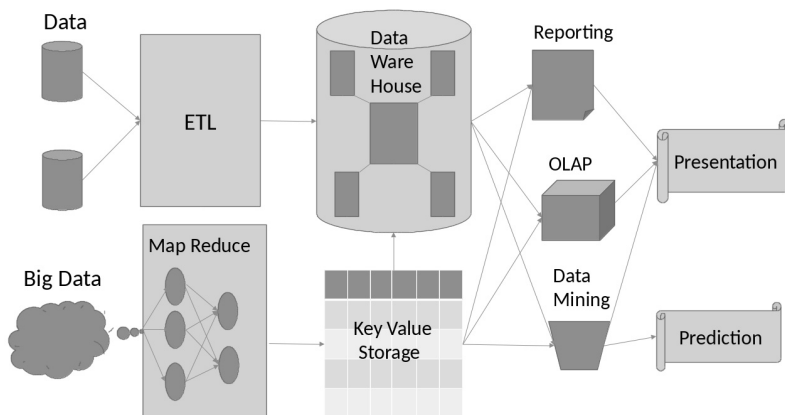 Data
ETL
Data
Ware
House
Reporting
OLAP
Presentation
Big Data
Map Reduce
Key Value
Storage
Data
Mining
Prediction